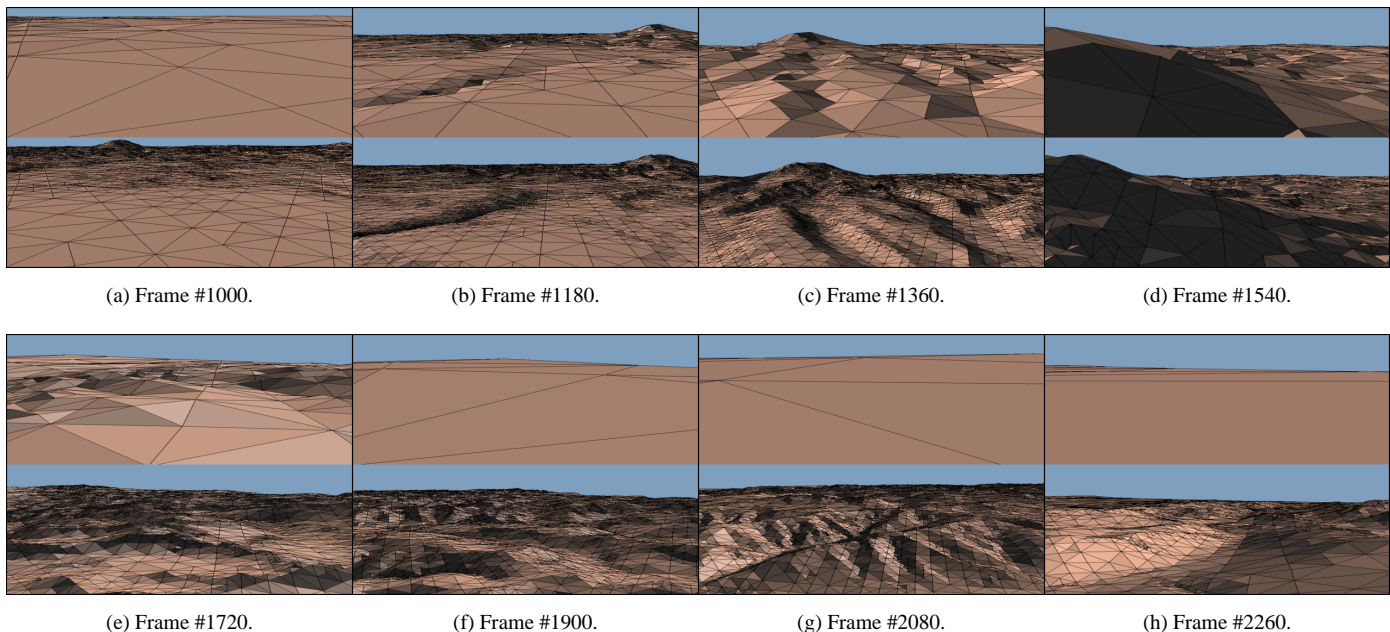 (a) Frame #1000.
(b) Frame #1180.
(c) Frame #1360.
(d) Frame #1540.
(e) Frame #1720.
(f) Frame #1900.
(g) Frame #2080.
(h) Frame #2260.